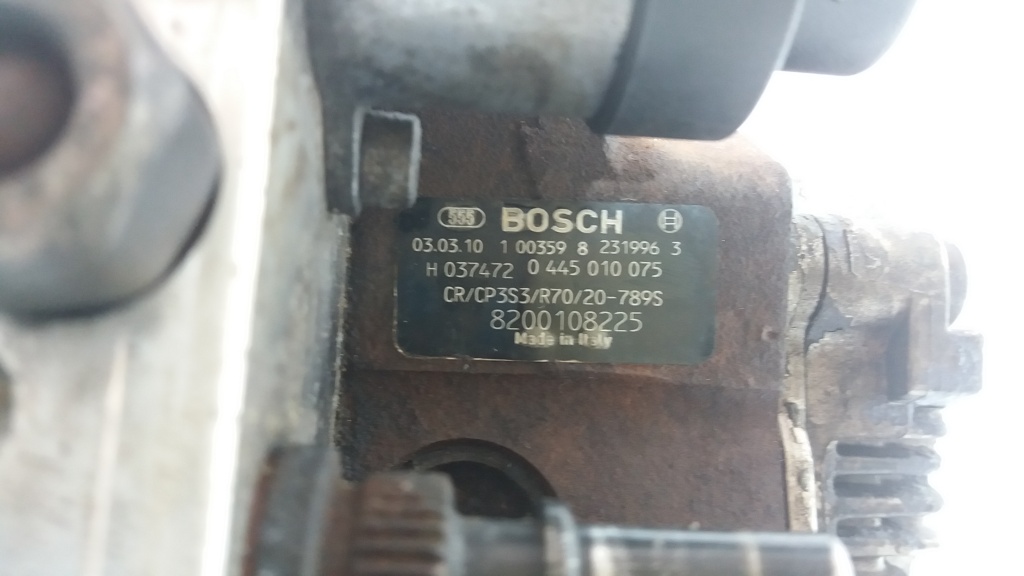 555 BOSCH
03.03.10 1 00359 8 231996 3
H 037472 0 445 010 075
CR/CP3S3/R70/20-789S
8200108225
Made in Italy